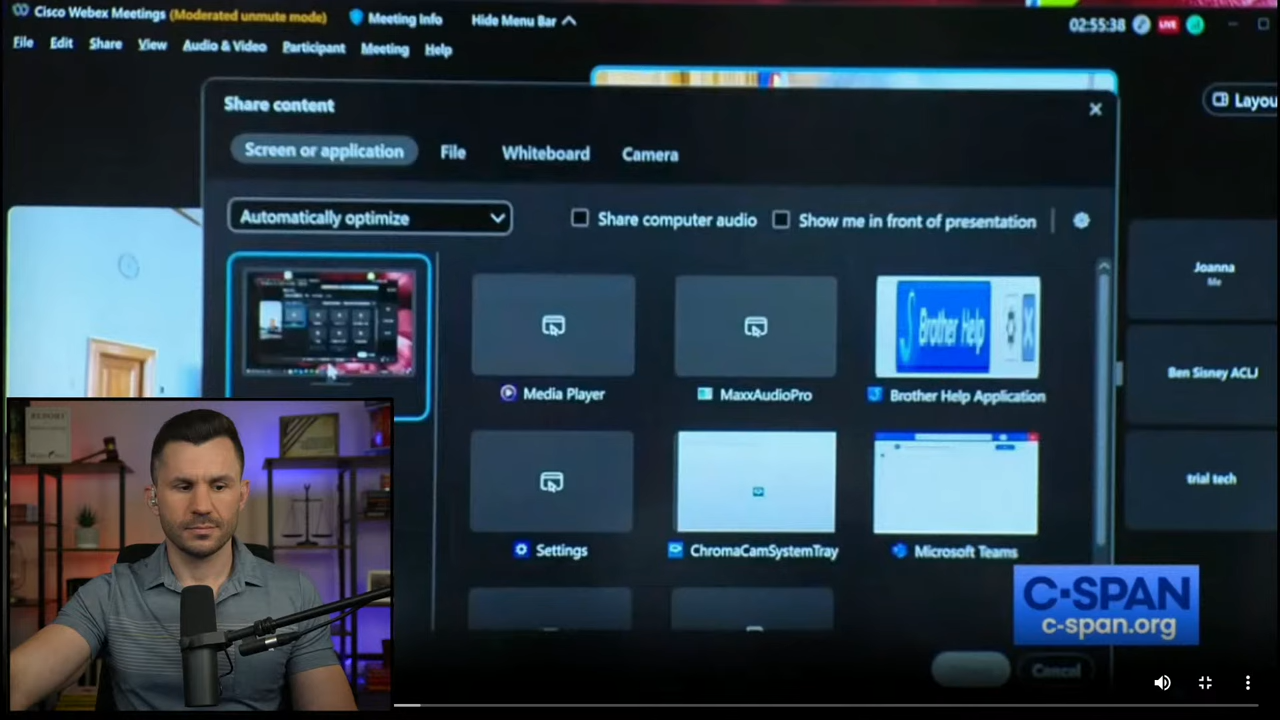 Cisco Webex Meetings (Moderated unmute mode) Meeting Info Hide Menu Bar
02:55:38 LIVE
File Edit Share View Audio & Video Participant Meeting Help
Layou
Share content
Screen or application File Whiteboard Camera
Automatically optimize Share computer audio Show me in front of presentation
Joanna
Me
Brother Help
Media Player MaxxAudioPro Brother Help Application
Ben Sisney ACLJ
trial tech
Settings ChromaCamSystemTray Microsoft Teams
C-SPAN
c-span.org
Cancel
REPORT